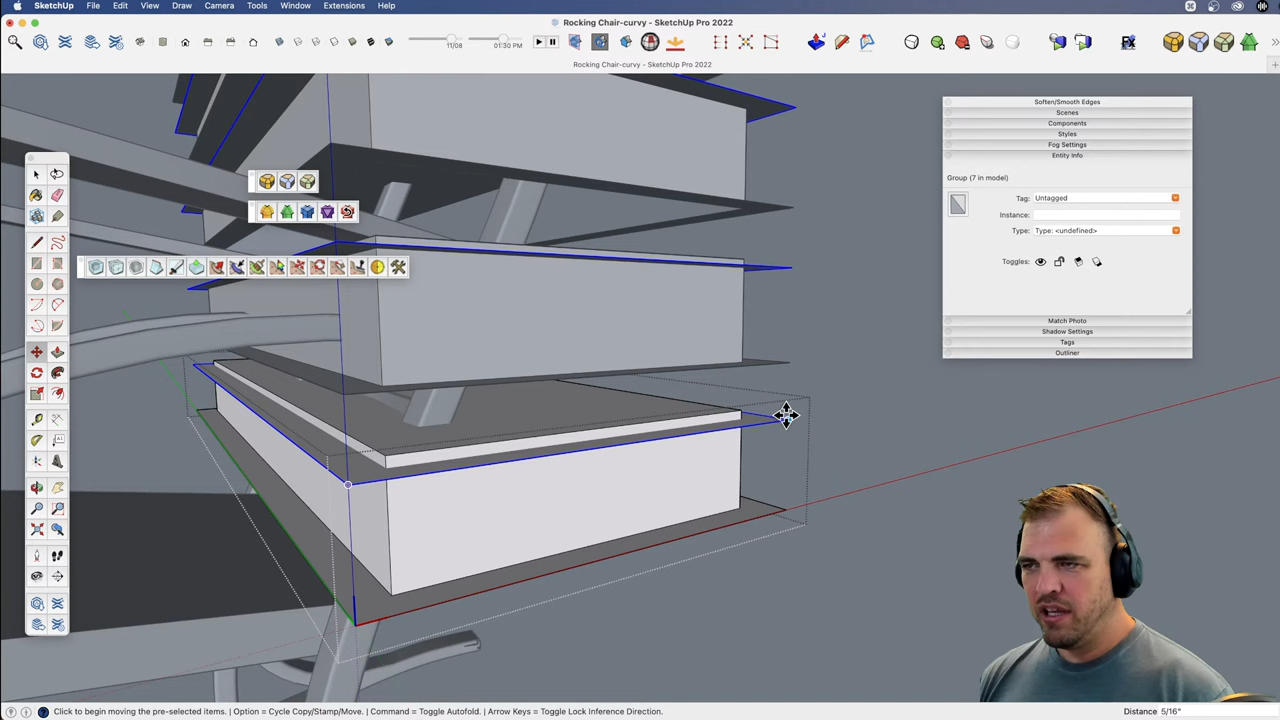 SketchUp File Edit View Draw Camera Tools Window Extensions Help
Rocking Chair-curvy - SketchUp Pro 2022
11/08 01:30 PM
Rocking Chair-curvy - SketchUp Pro 2022
Soften/Smooth Edges
Scenes
Components
Styles
Fog Settings
Entity Info
Group (7 in model)
Tag: Untagged
Instance:
Type: Type: <undefined>
Toggles:
Match Photo
Shadow Settings
Tags
Outliner
Click to begin moving the pre-selected items. | Option = Cycle Copy/Stamp/Move. | Command = Toggle Autofold. | Arrow Keys = Toggle Lock Inference Direction.
Distance 5/16"